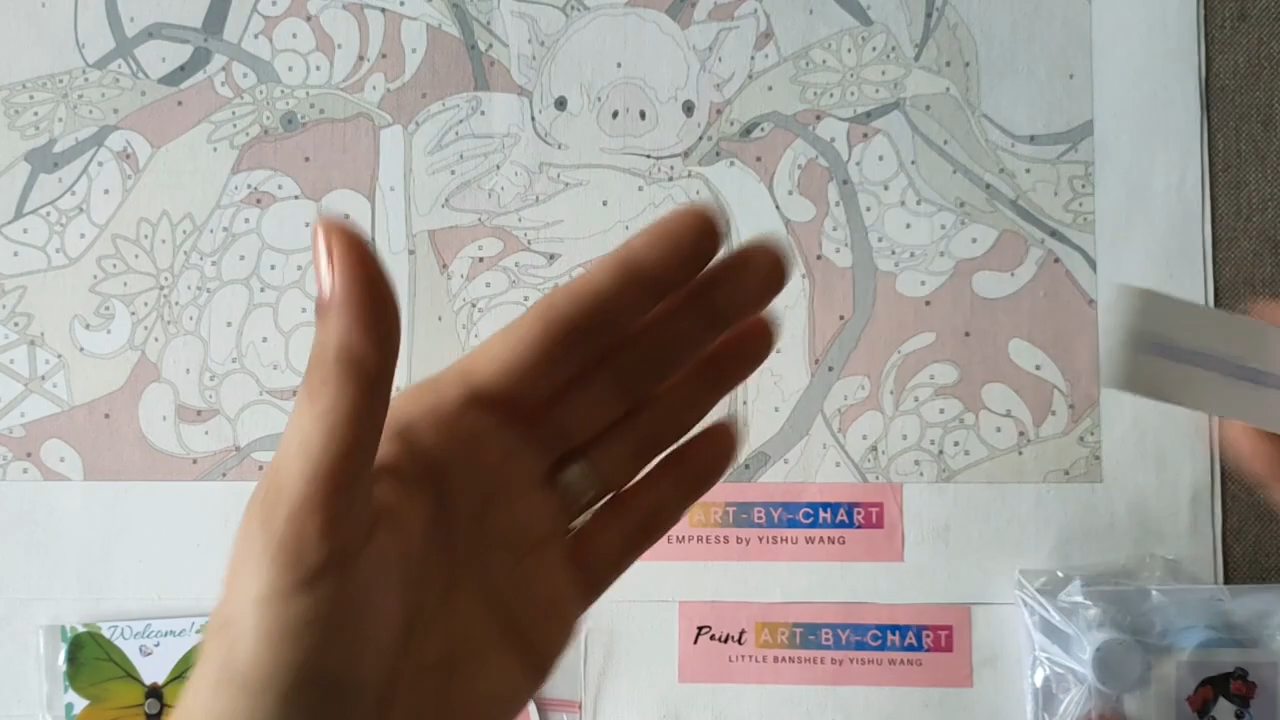 ART-BY-CHART
EMPRESS by YISHU WANG
Welcome!
Paint ART-BY-CHART
LITTLE BANSHEE by YISHU WANG